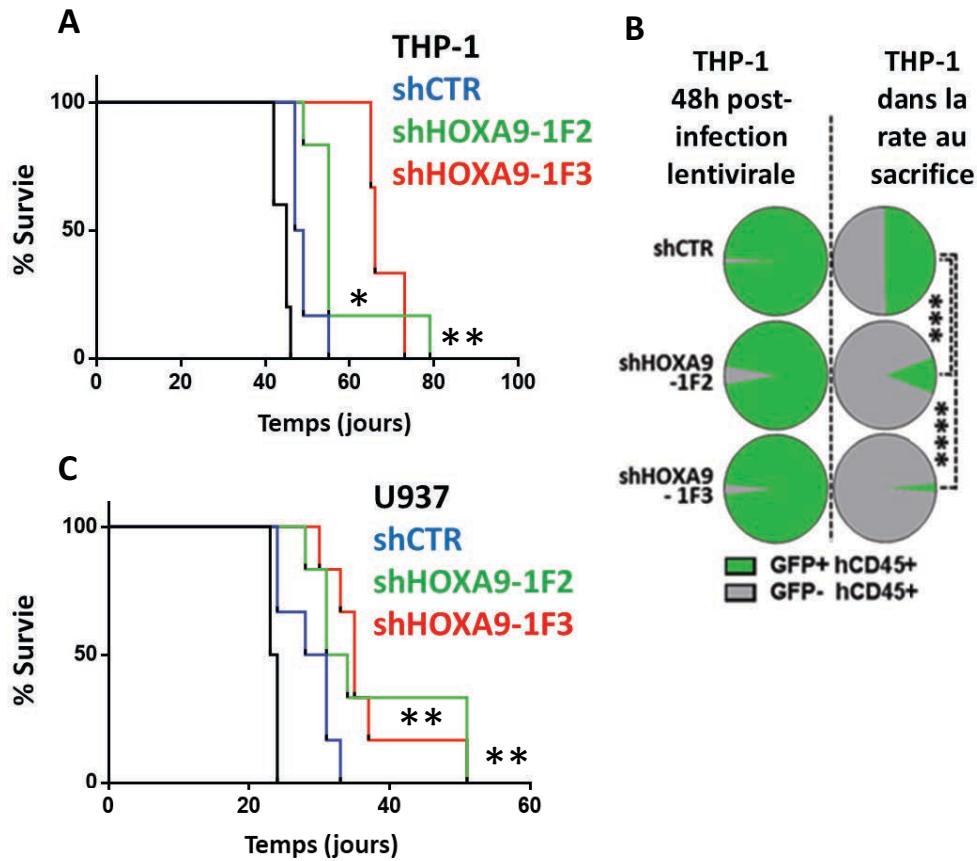 A
THP-1
shCTR
shHOXA9-1F2
shHOXA9-1F3
% Survie
100
50
0
0
20
40
60
80
100
*
**
Temps (jours)
B
THP-1
48h post-
infection
lentivirale
THP-1
dans la
rate au
sacrifice
shCTR
shHOXA9
-1F2
shHOXA9
- 1F3
***
****
GFP+ hCD45+
GFP- hCD45+
C
U937
shCTR
shHOXA9-1F2
shHOXA9-1F3
% Survie
100
50
0
0
20
40
60
**
**
Temps (jours)